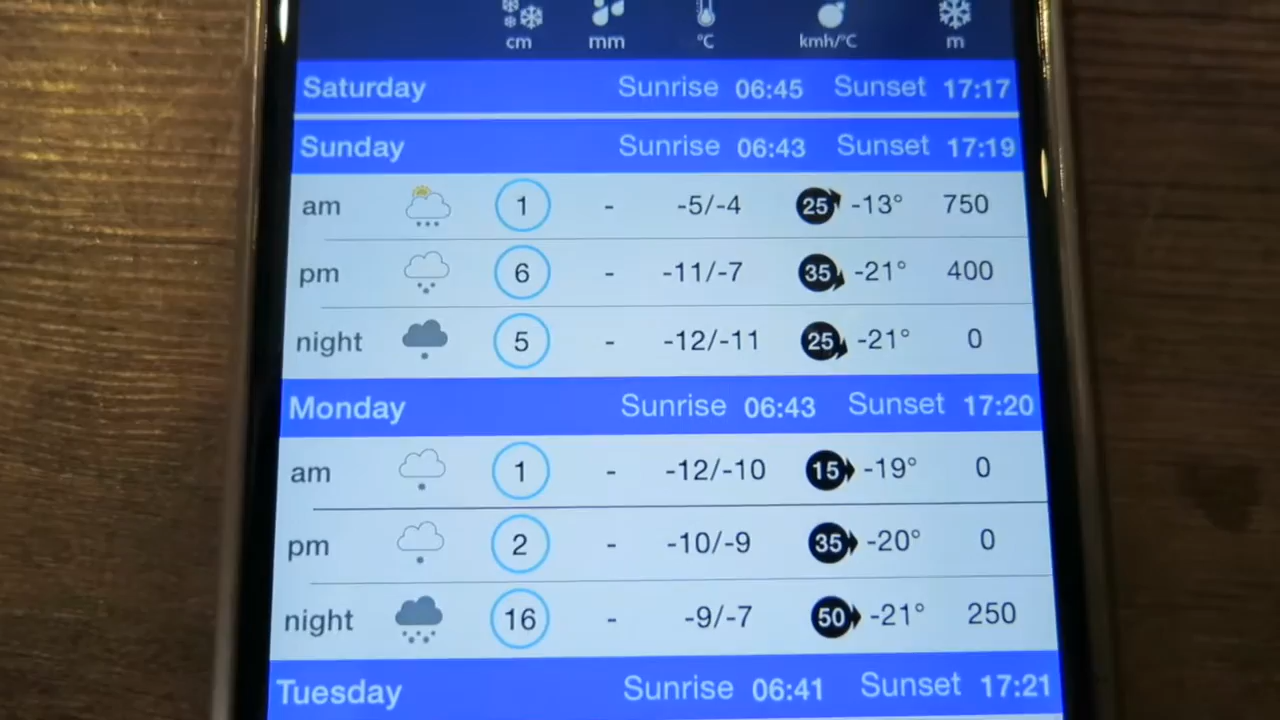 cm mm °C kmh/°C m
Saturday Sunrise 06:45 Sunset 17:17
Sunday Sunrise 06:43 Sunset 17:19
am 1 - -5/-4 25 -13° 750
pm 6 - -11/-7 35 -21° 400
night 5 - -12/-11 25 -21° 0
Monday Sunrise 06:43 Sunset 17:20
am 1 - -12/-10 15 -19° 0
pm 2 - -10/-9 35 -20° 0
night 16 - -9/-7 50 -21° 250
Tuesday Sunrise 06:41 Sunset 17:21